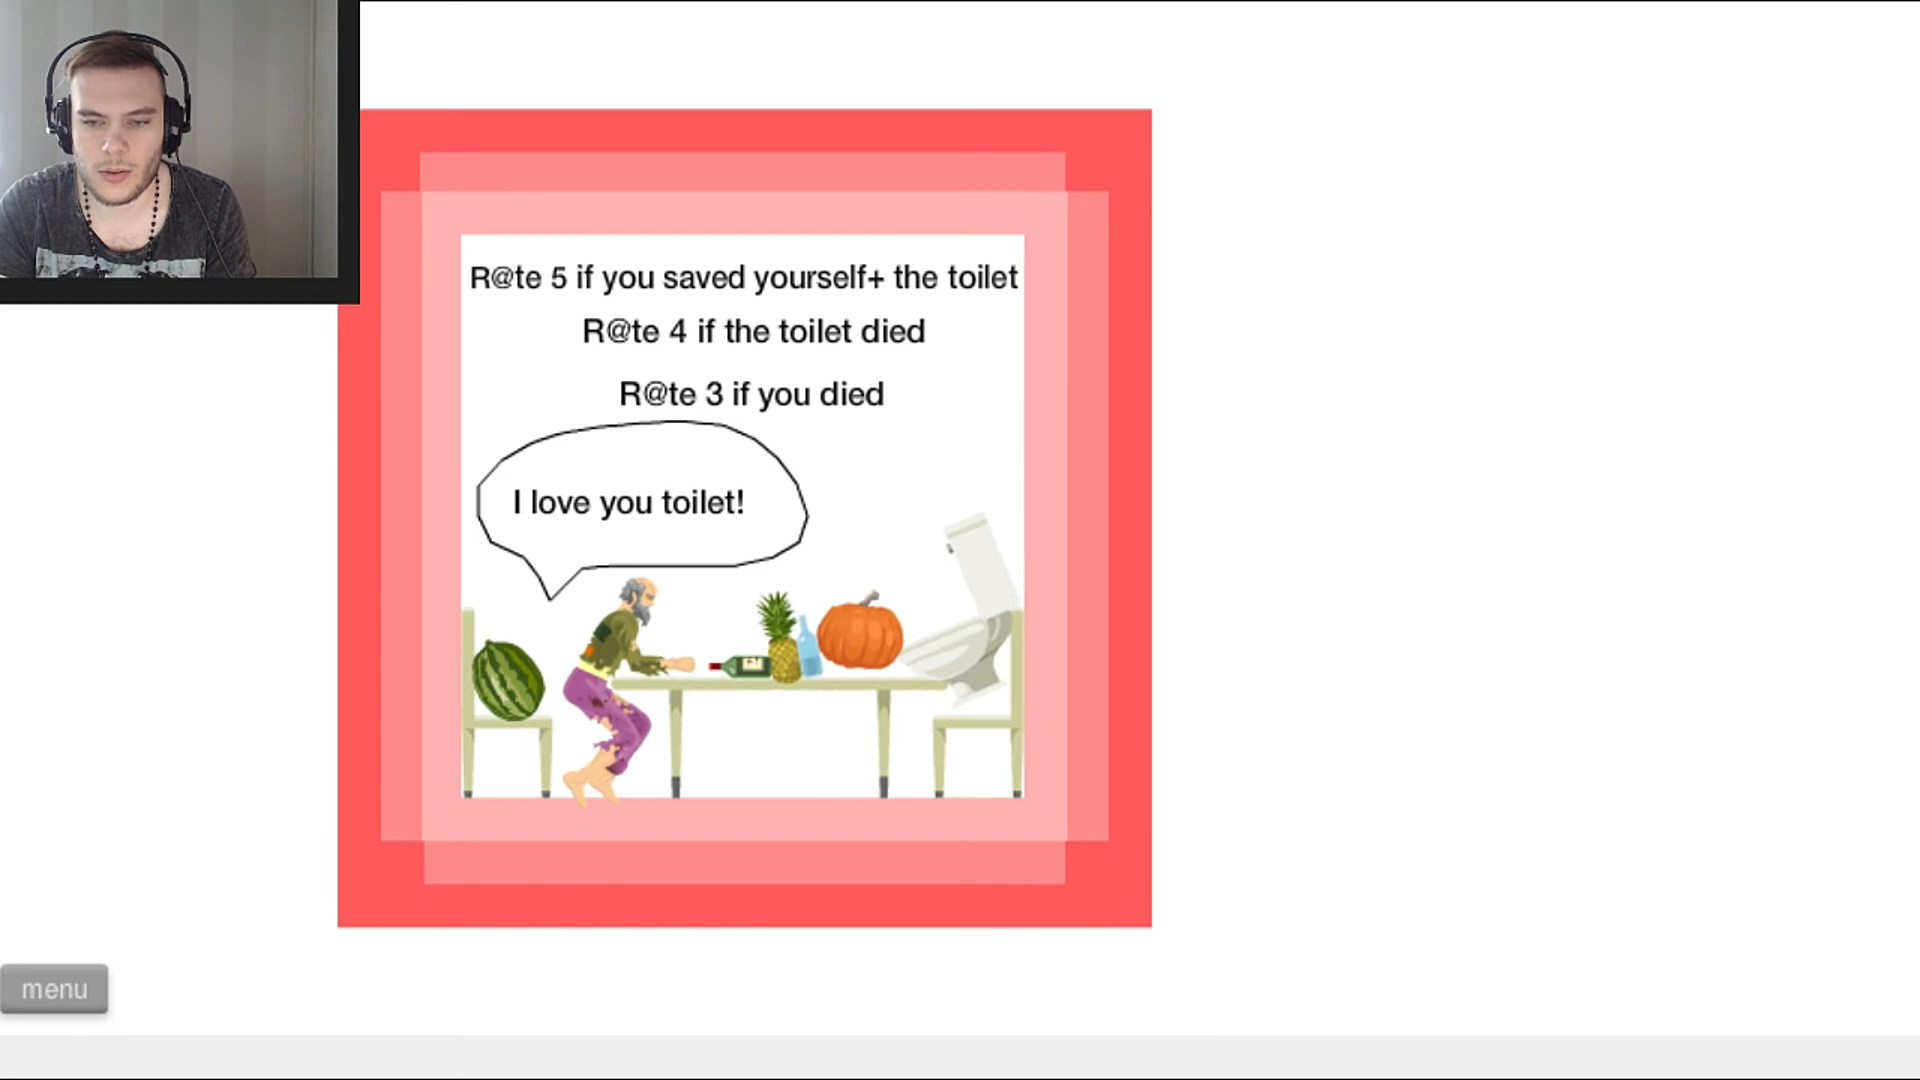 R@te 5 if you saved yourself+ the toilet
R@te 4 if the toilet died
R@te 3 if you died
I love you toilet!
menu